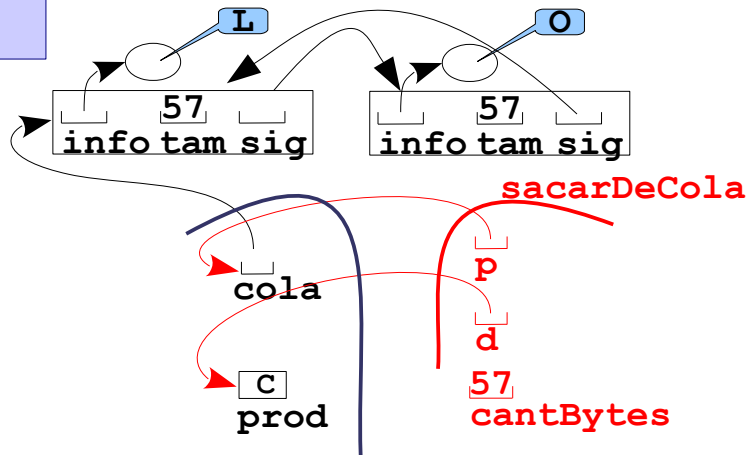 L O
57 57
info tam sig info tam sig
sacarDeCola
p
cola
d
C 57
prod cantBytes